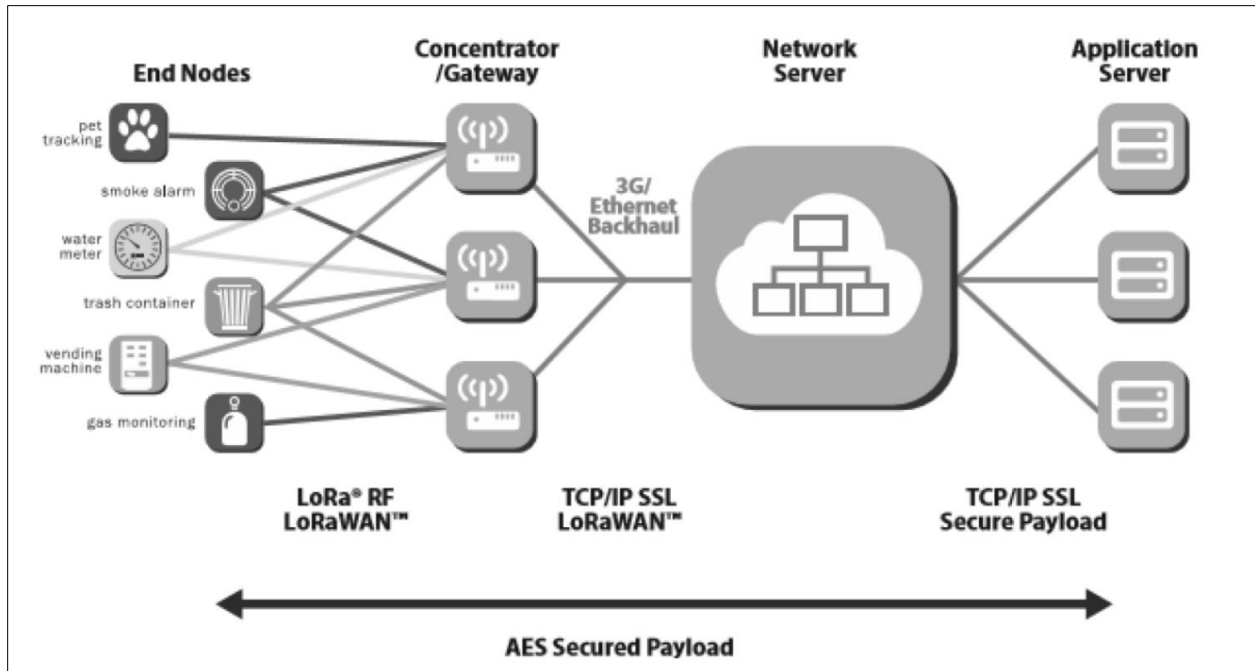 End Nodes
Concentrator
/Gateway
Network
Server
Application
Server
pet
tracking
smoke alarm
water
meter
trash container
vending
machine
gas monitoring
3G/
Ethernet
Backhaul
LoRa® RF
LoRaWAN™
TCP/IP SSL
LoRaWAN™
TCP/IP SSL
Secure Payload
AES Secured Payload